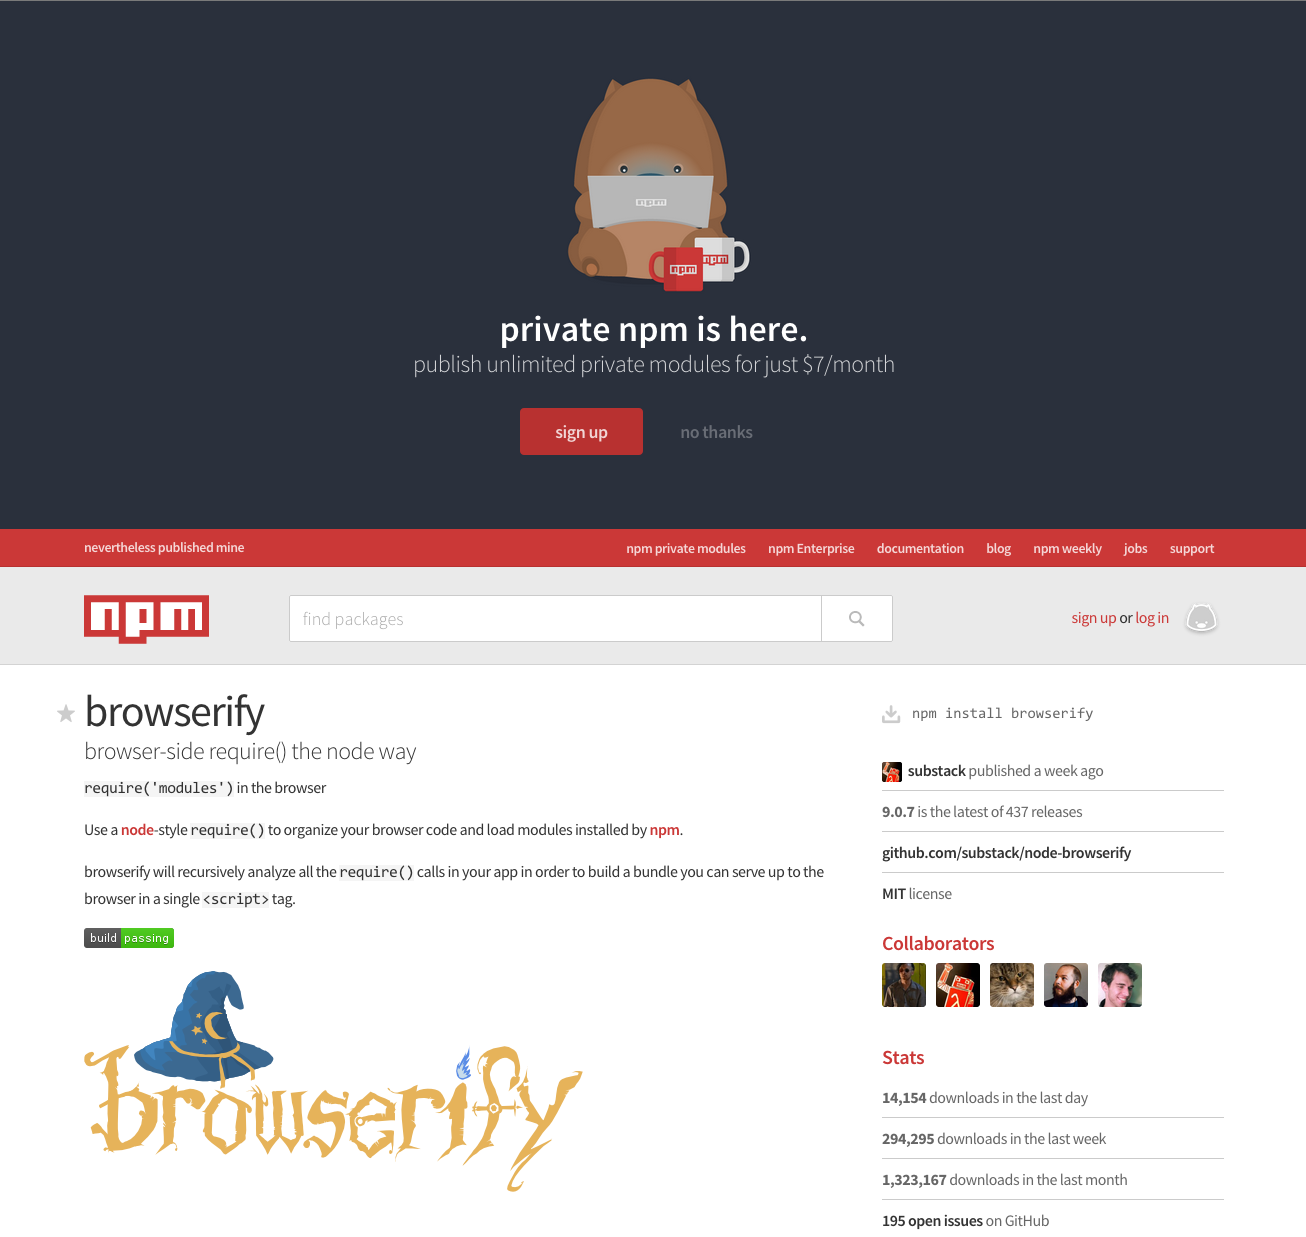 npm
npm
npm
private npm is here.
publish unlimited private modules for just $7/month
sign up
no thanks
nevertheless published mine
npm private modules
npm Enterprise
documentation
blog
npm weekly
jobs
support
npm
find packages
sign up or log in
browserify
browser-side require() the node way
require('modules') in the browser
Use a node-style require() to organize your browser code and load modules installed by npm.
browserify will recursively analyze all the require() calls in your app in order to build a bundle you can serve up to the
browser in a single <script> tag.
build passing
browserify
npm install browserify
substack published a week ago
9.0.7 is the latest of 437 releases
github.com/substack/node-browserify
MIT license
Collaborators
Stats
14,154 downloads in the last day
294,295 downloads in the last week
1,323,167 downloads in the last month
195 open issues on GitHub